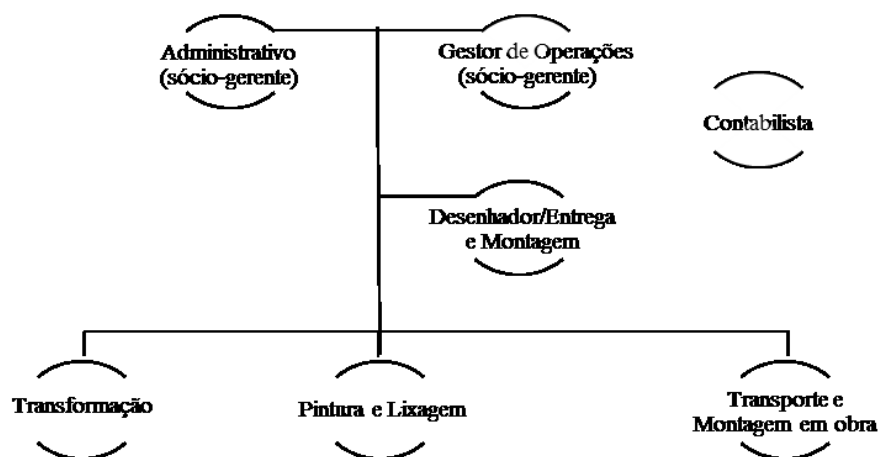 Administrativo
(sócio-gerente)
Gestor de Operações
(sócio-gerente)
Contabilista
Desenhador/Entrega
e Montagem
Transformação
Pintura e Lixagem
Transporte e
Montagem em obra